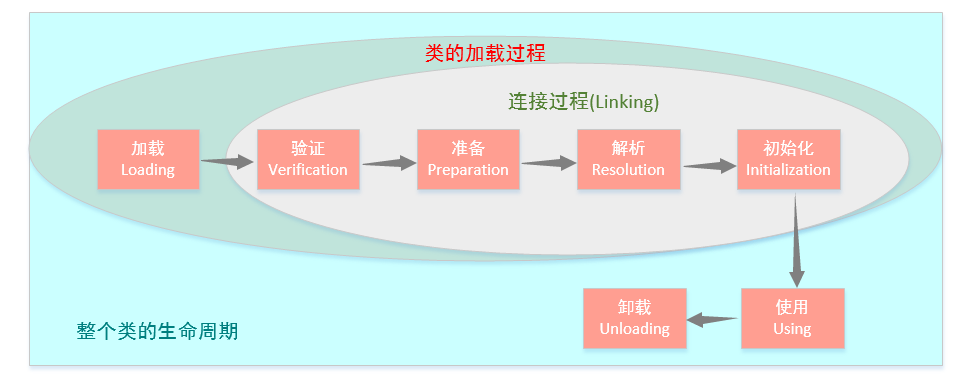 类的加载过程
连接过程(Linking)
加载
Loading
验证
Verification
准备
Preparation
解析
Resolution
初始化
Initialization
卸载
Unloading
使用
Using
整个类的生命周期